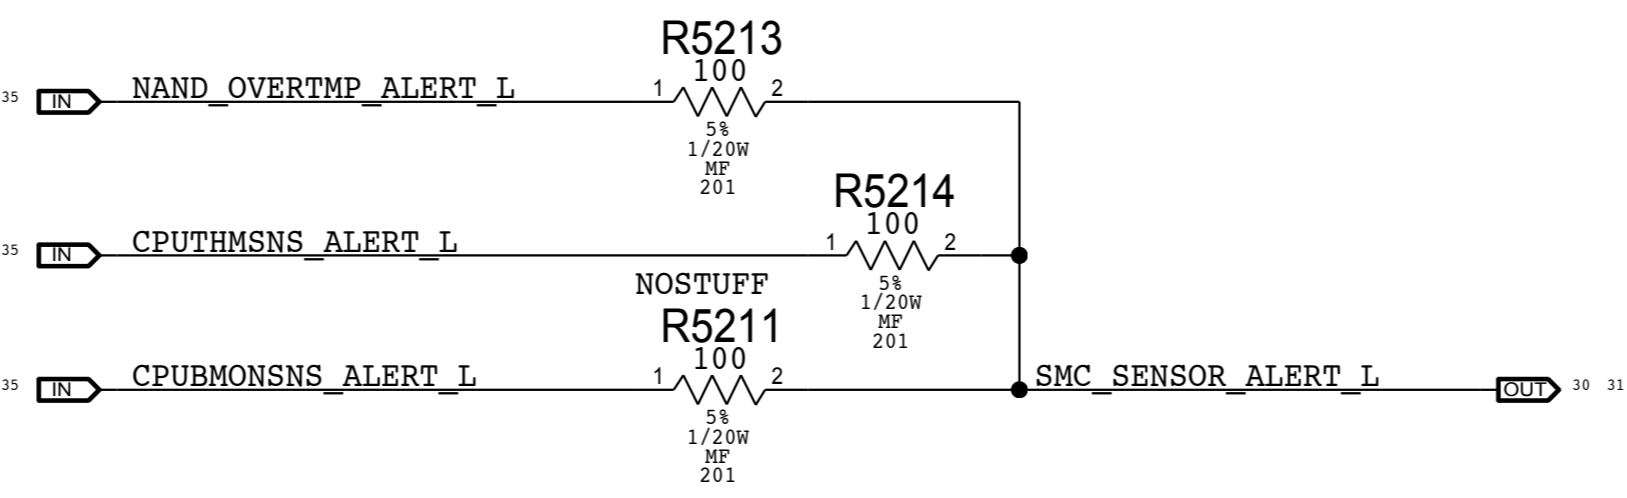 R5213
100
35 IN NAND_OVERTMP_ALERT_L 1 2
5%
1/20W
MF
201
R5214
100
35 IN CPUTHMSNS_ALERT_L 1 2
5%
1/20W
MF
201
NOSTUFF
R5211
100
35 IN CPUBMONSNS_ALERT_L 1 2 SMC_SENSOR_ALERT_L OUT 30 31
5%
1/20W
MF
201